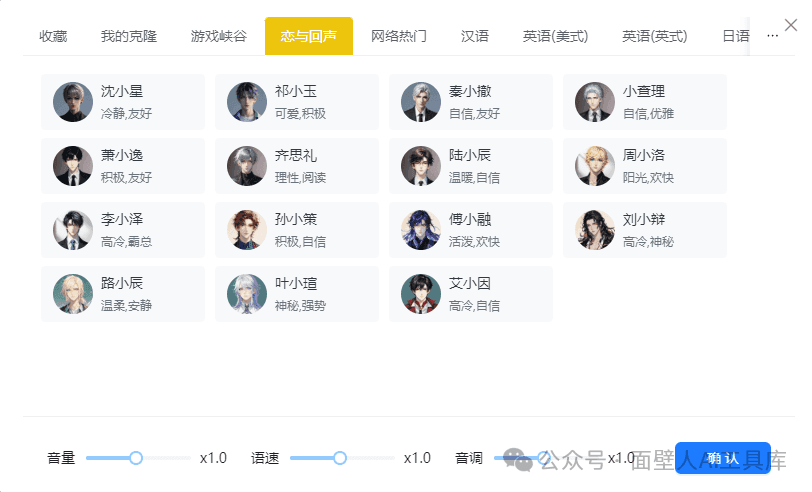 收藏 我的克隆 游戏峡谷 恋与回声 网络热门 汉语 英语(美式) 英语(英式) 日语 ...
沈小星 祁小玉 秦小撤 小查理
冷静,友好 可爱,积极 自信,友好 自信,优雅
萧小逸 齐思礼 陆小辰 周小洛
积极,友好 理性,阅读 温暖,自信 阳光,欢快
李小泽 孙小策 傅小融 刘小辩
高冷,霸总 积极,自信 活泼,欢快 高冷,神秘
路小辰 叶小瑄 艾小因
温柔,安静 神秘,强势 高冷,自信
音量 x1.0 语速 x1.0 音调 x1.0 确 认
公众号 · 面壁人AI工具库